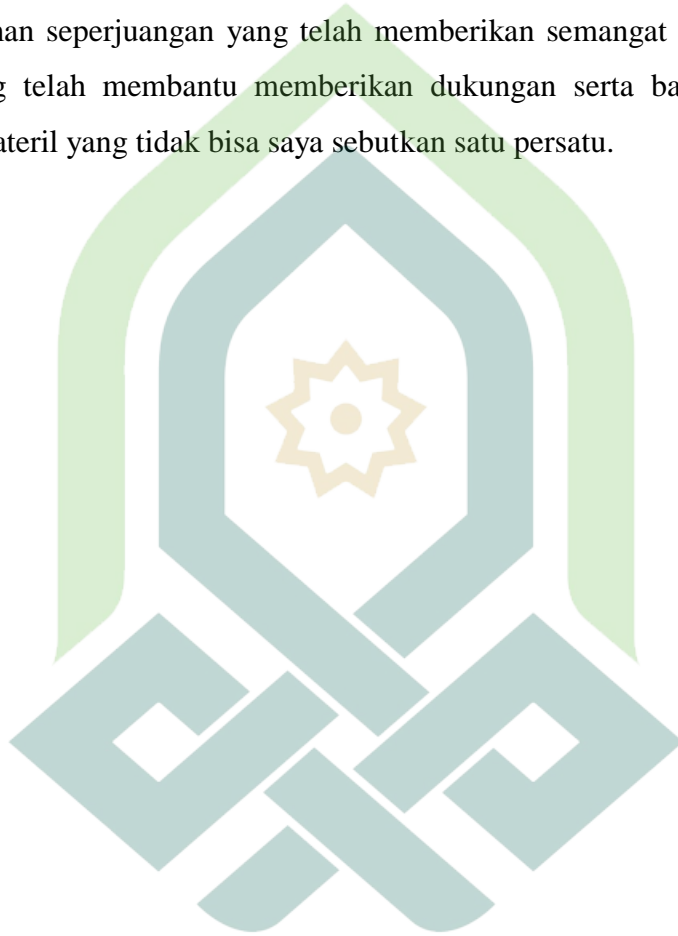 nan seperjuangan yang telah memberikan semangat
g telah membantu memberikan dukungan serta ba
ateril yang tidak bisa saya sebutkan satu persatu.